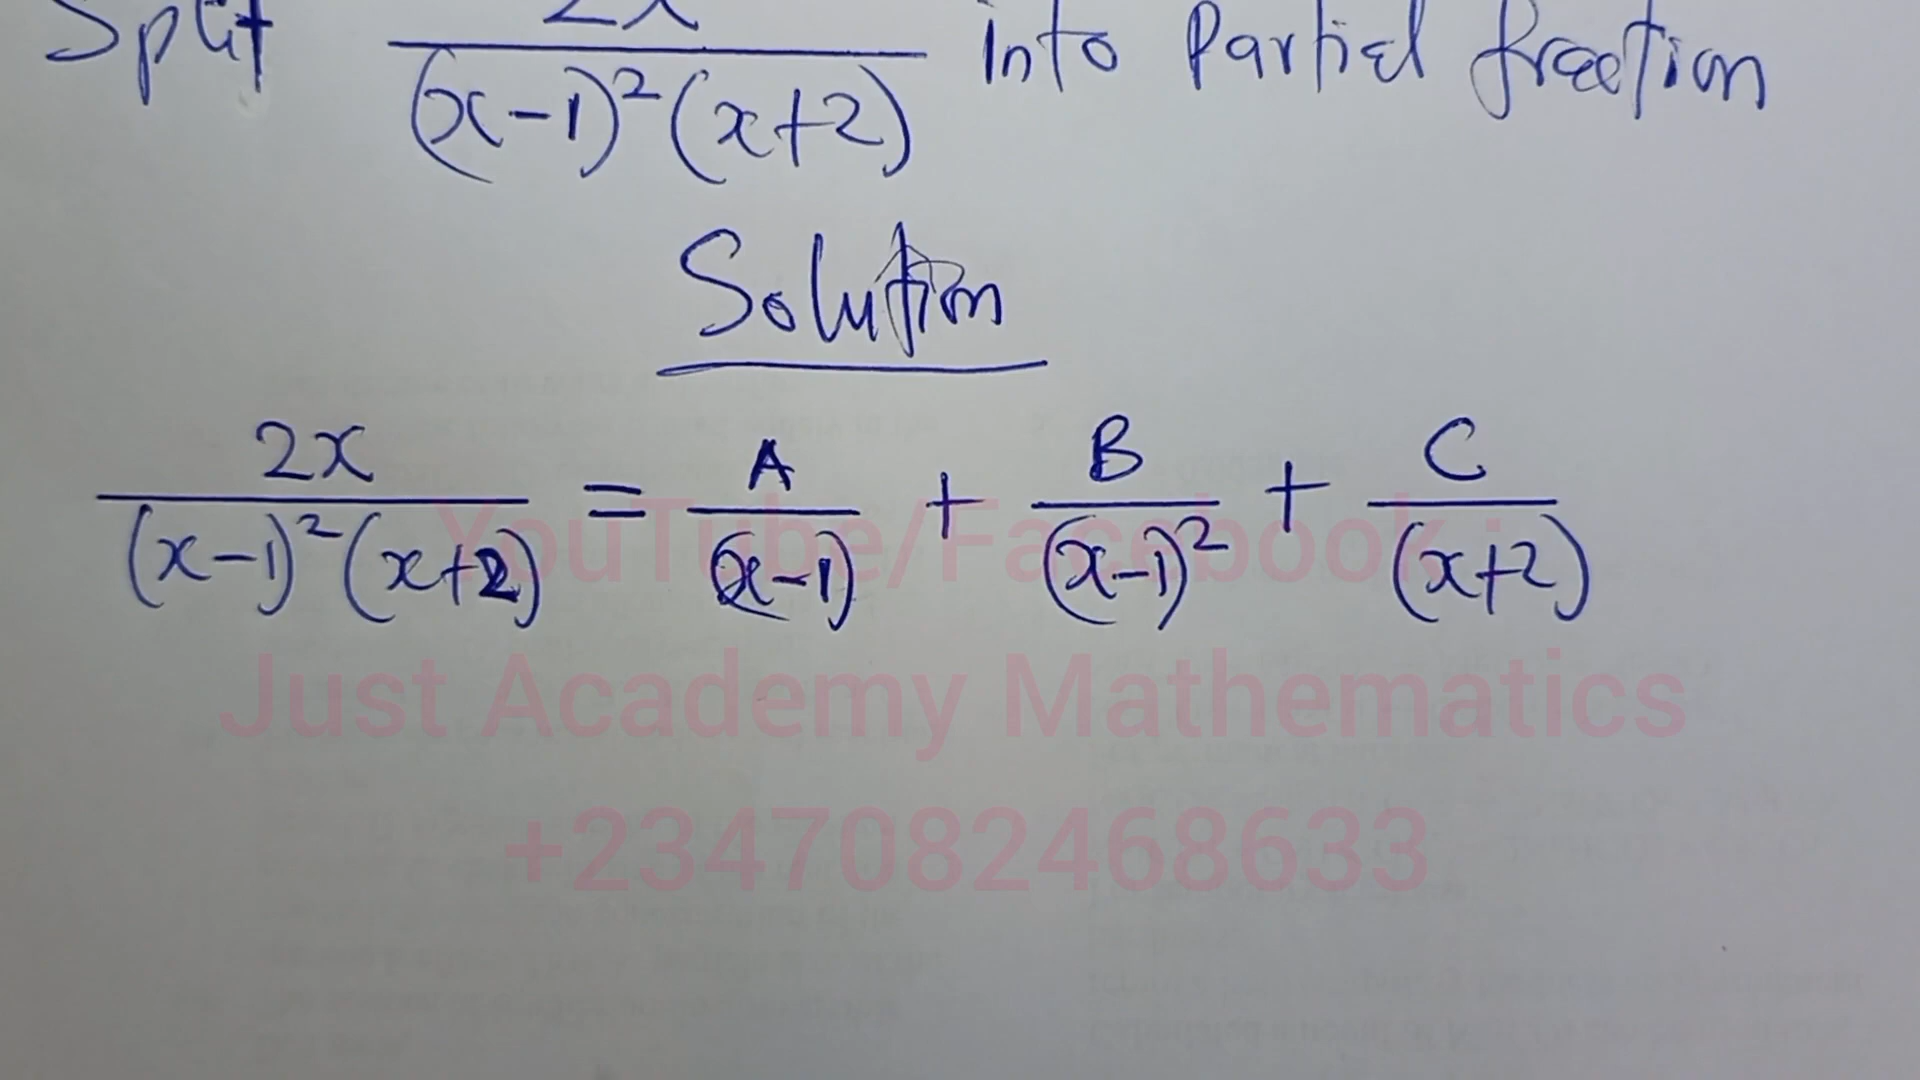 Split 2x / (x-1)²(x+2) into Partial fraction
Solution
2x / (x-1)²(x+2) = A / (x-1) + B / (x-1)² + C / (x+2)
YouTube/Facebook :
Just Academy Mathematics
+2347082468633